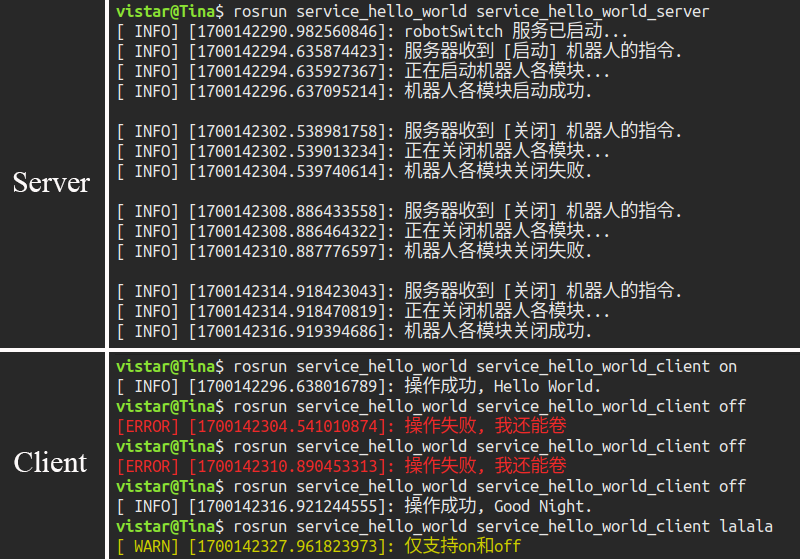 Server
vistar@Tina$ rosrun service_hello_world service_hello_world_server
[ INFO] [1700142290.982560846]: robotSwitch 服务已启动...
[ INFO] [1700142294.635874423]: 服务器收到 [启动] 机器人的指令.
[ INFO] [1700142294.635927367]: 正在启动机器人各模块...
[ INFO] [1700142296.637095214]: 机器人各模块启动成功.
[ INFO] [1700142302.538981758]: 服务器收到 [关闭] 机器人的指令.
[ INFO] [1700142302.539013234]: 正在关闭机器人各模块...
[ INFO] [1700142304.539740614]: 机器人各模块关闭失败.
[ INFO] [1700142308.886433558]: 服务器收到 [关闭] 机器人的指令.
[ INFO] [1700142308.886464322]: 正在关闭机器人各模块...
[ INFO] [1700142310.887776597]: 机器人各模块关闭失败.
[ INFO] [1700142314.918423043]: 服务器收到 [关闭] 机器人的指令.
[ INFO] [1700142314.918470819]: 正在关闭机器人各模块...
[ INFO] [1700142316.919394686]: 机器人各模块关闭成功.
Client
vistar@Tina$ rosrun service_hello_world service_hello_world_client on
[ INFO] [1700142296.638016789]: 操作成功, Hello World.
vistar@Tina$ rosrun service_hello_world service_hello_world_client off
[ERROR] [1700142304.541010874]: 操作失败, 我还能卷
vistar@Tina$ rosrun service_hello_world service_hello_world_client off
[ERROR] [1700142310.890453313]: 操作失败, 我还能卷
vistar@Tina$ rosrun service_hello_world service_hello_world_client off
[ INFO] [1700142316.921244555]: 操作成功, Good Night.
vistar@Tina$ rosrun service_hello_world service_hello_world_client lalala
[ WARN] [1700142327.961823973]: 仅支持on和off